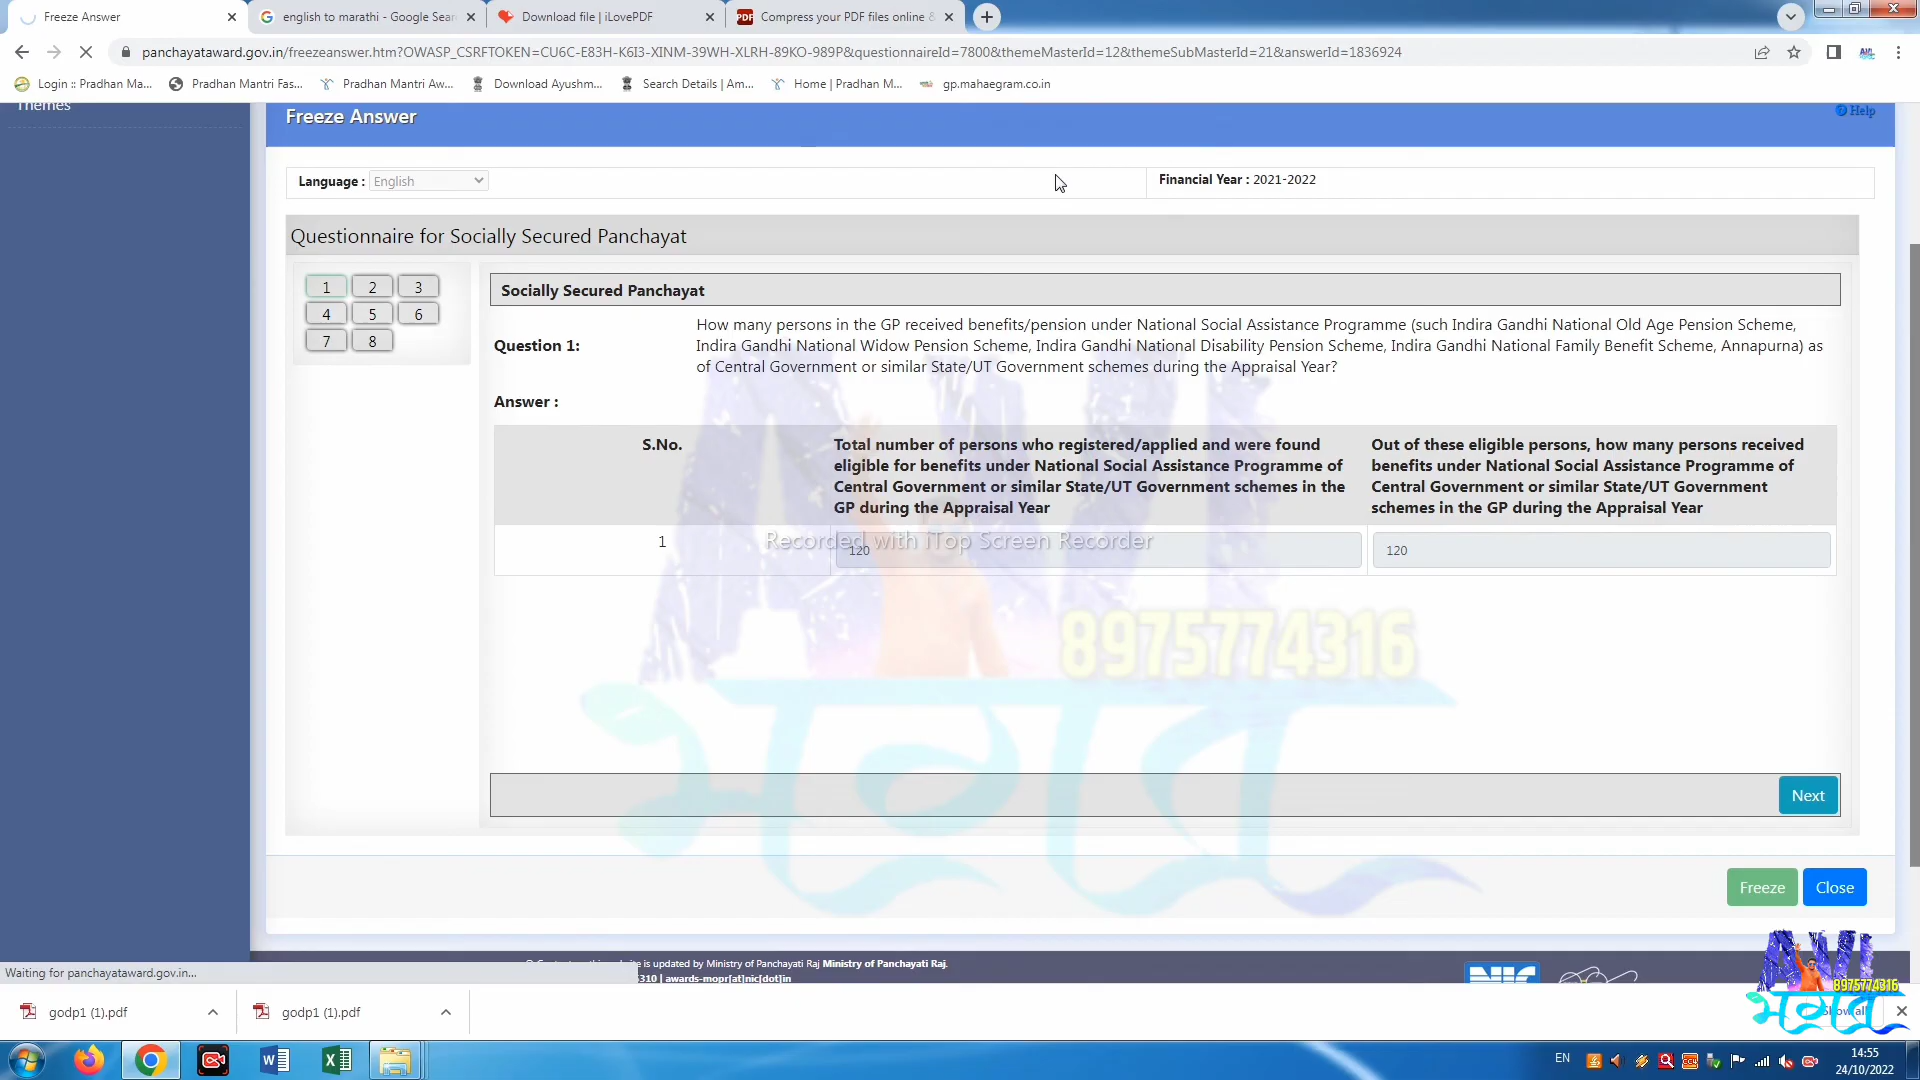 Freeze Answer
english to marathi - Google Sear
Download file | iLovePDF
Compress your PDF files online &
panchayataward.gov.in/freezeanswer.htm?OWASP_CSRFTOKEN=CU6C-E83H-K6I3-XINM-39WH-XLRH-89KO-989P&questionnaireId=7800&themeMasterId=12&themeSubMasterId=21&answerId=1836924
Login :: Pradhan Ma...
Pradhan Mantri Fas...
Pradhan Mantri Aw...
Download Ayushm...
Search Details | Am...
Home | Pradhan M...
gp.mahaegram.co.in
Themes
Freeze Answer
Help
Language : English
Financial Year : 2021-2022
Questionnaire for Socially Secured Panchayat
1 2 3
4 5 6
7 8
Socially Secured Panchayat
Question 1:
How many persons in the GP received benefits/pension under National Social Assistance Programme (such Indira Gandhi National Old Age Pension Scheme,
Indira Gandhi National Widow Pension Scheme, Indira Gandhi National Disability Pension Scheme, Indira Gandhi National Family Benefit Scheme, Annapurna) as
of Central Government or similar State/UT Government schemes during the Appraisal Year?
Answer :
S.No.
Total number of persons who registered/applied and were found
eligible for benefits under National Social Assistance Programme of
Central Government or similar State/UT Government schemes in the
GP during the Appraisal Year
Out of these eligible persons, how many persons received
benefits under National Social Assistance Programme of
Central Government or similar State/UT Government
schemes in the GP during the Appraisal Year
1
120
120
Recorded with iTop Screen Recorder
AVI
8975774316
भगत
Next
Freeze
Close
Ministry of Panchayati Raj Ministry of Panchayati Raj.
310 | awards-mopr[at]nic[dot]in
NIC
Waiting for panchayataward.gov.in...
godp1 (1).pdf
godp1 (1).pdf
AVI
8975774316
भगत
EN
14:55
24/10/2022